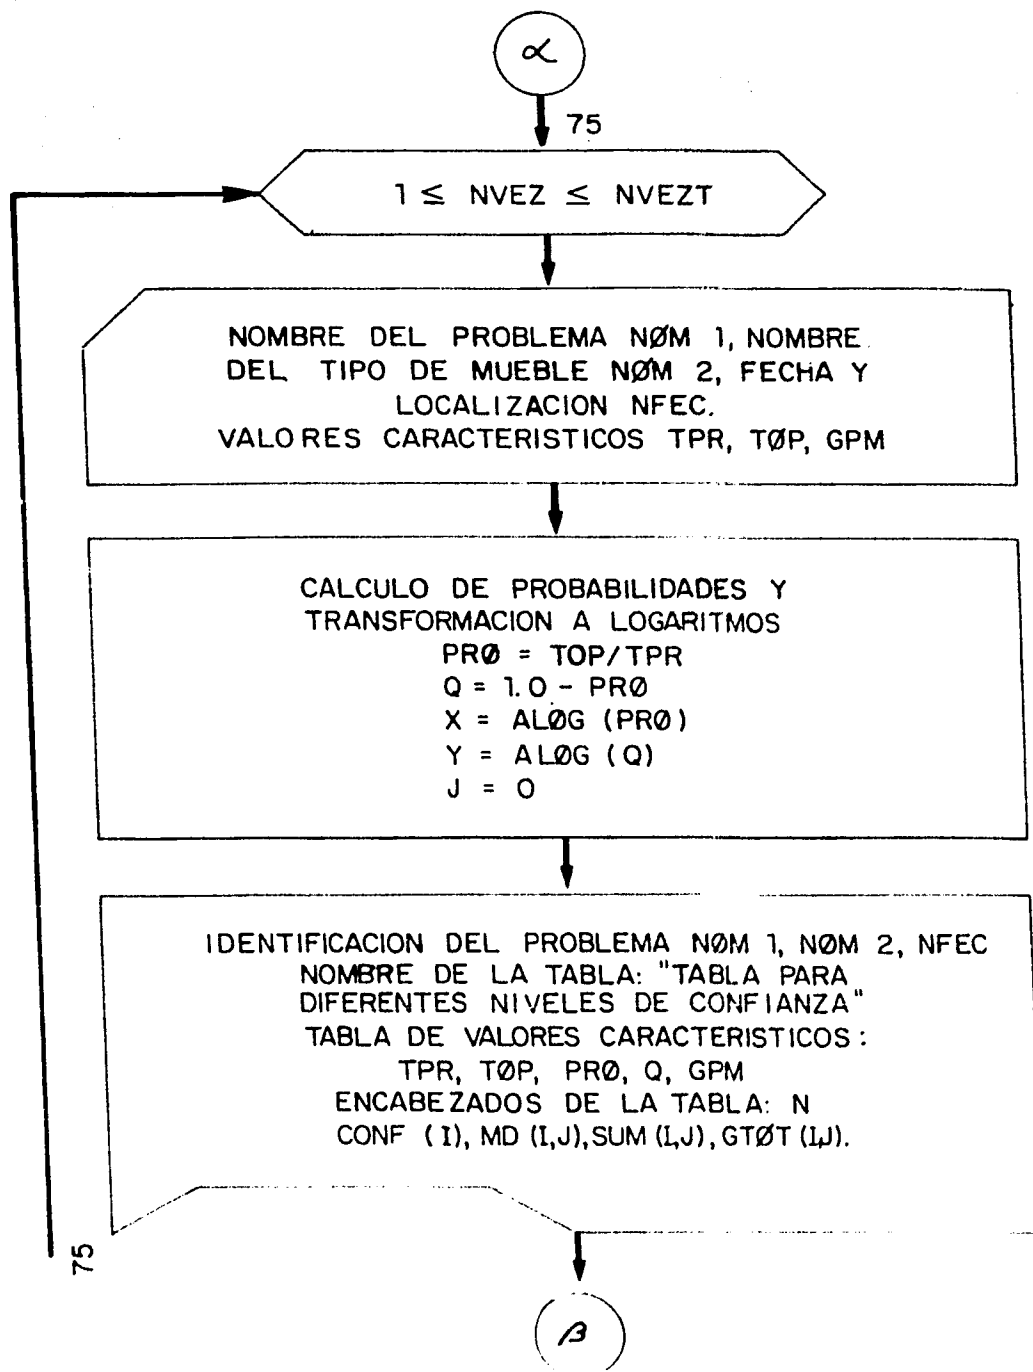 α
75
1 ≤ NVEZ ≤ NVEZT
NOMBRE DEL PROBLEMA NØM 1, NOMBRE
DEL TIPO DE MUEBLE NØM 2, FECHA Y
LOCALIZACION NFEC.
VALORES CARACTERISTICOS TPR, TØP, GPM
CALCULO DE PROBABILIDADES Y
TRANSFORMACION A LOGARITMOS
PRØ = TOP/TPR
Q = 1.0 - PRØ
X = ALØG (PRØ)
Y = ALØG (Q)
J = 0
IDENTIFICACION DEL PROBLEMA NØM 1, NØM 2, NFEC
NOMBRE DE LA TABLA: "TABLA PARA
DIFERENTES NIVELES DE CONFIANZA"
TABLA DE VALORES CARACTERISTICOS:
TPR, TØP, PRØ, Q, GPM
ENCABEZADOS DE LA TABLA: N
CONF (I), MD (I,J), SUM (I,J), GTØT (I,J).
75
β